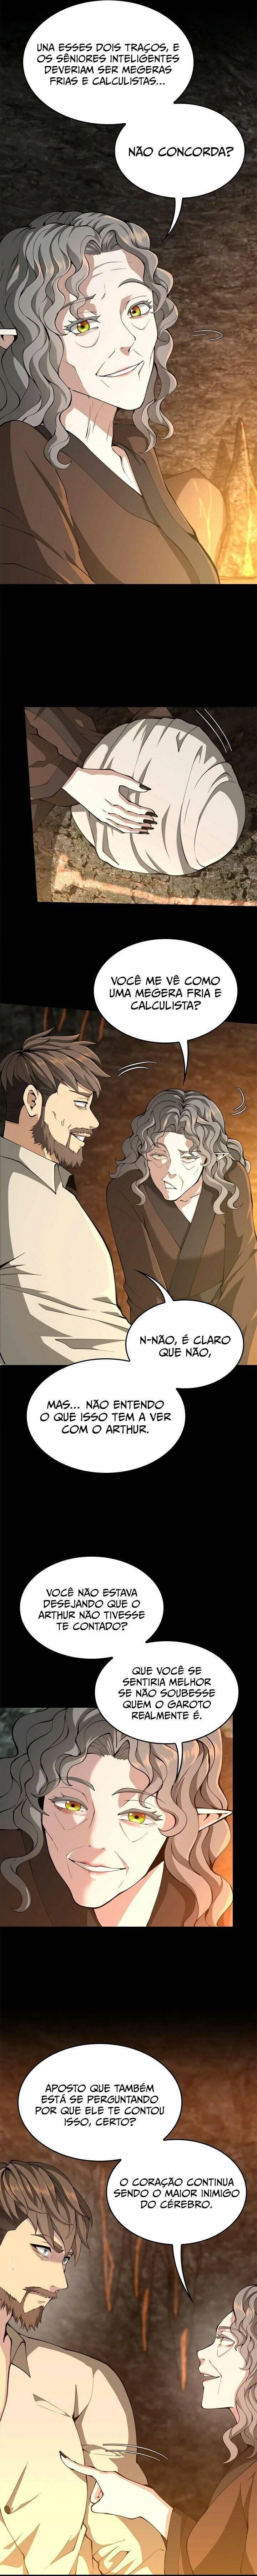 UNA ESSES DOIS TRAÇOS, E
OS SÊNIORES INTELIGENTES
DEVERIAM SER MEGERAS
FRIAS E CALCULISTAS...
NÃO CONCORDA?
VOCÊ ME VÊ COMO
UMA MEGERA FRIA E
CALCULISTA?
N-NÃO, É CLARO
QUE NÃO,
MAS... NÃO ENTENDO
O QUE ISSO TEM A VER
COM O ARTHUR.
VOCÊ NÃO ESTAVA
DESEJANDO QUE O
ARTHUR NÃO TIVESSE
TE CONTADO?
QUE VOCÊ SE
SENTIRIA MELHOR
SE NÃO SOUBESSE
QUEM O GAROTO
REALMENTE É.
APOSTO QUE TAMBÉM
ESTÁ SE PERGUNTANDO
POR QUE ELE TE CONTOU
ISSO, CERTO?
O CORAÇÃO CONTINUA
SENDO O MAIOR INIMIGO
DO CÉREBRO.